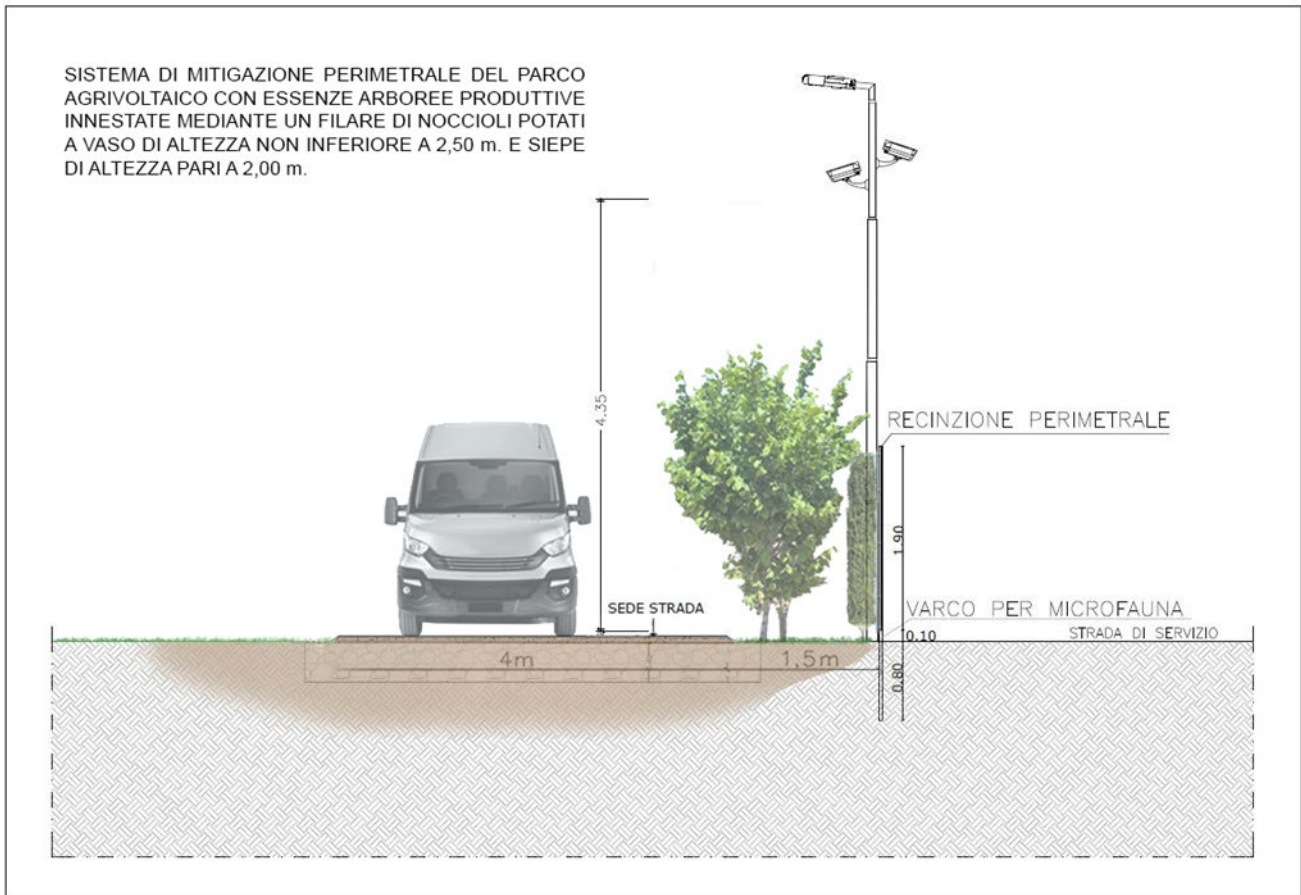 SISTEMA DI MITIGAZIONE PERIMETRALE DEL PARCO
AGRIVOLTAICO CON ESSENZE ARBOREE PRODUTTIVE
INNESTATE MEDIANTE UN FILARE DI NOCCIOLI POTATI
A VASO DI ALTEZZA NON INFERIORE A 2,50 m. E SIEPE
DI ALTEZZA PARI A 2,00 m.
4.35
RECINZIONE PERIMETRALE
1.90
SEDE STRADA
VARCO PER MICROFAUNA
0.10
STRADA DI SERVIZIO
4m
1,5m
0.80